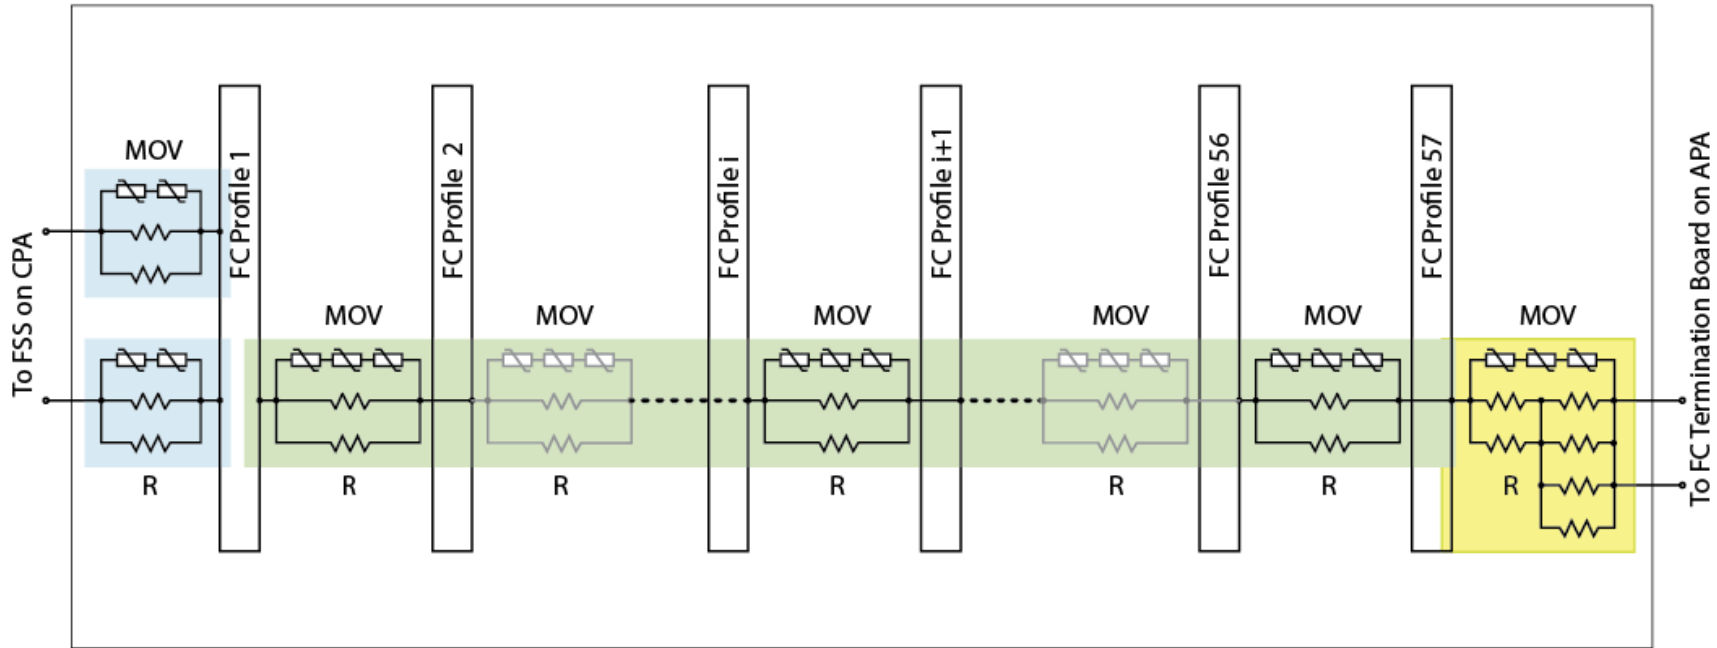 To FSS on CPA
MOV
R
FC Profile 1
MOV
R
FC Profile 2
MOV
R
FC Profile i
MOV
R
FC Profile i+1
MOV
R
FC Profile 56
MOV
R
FC Profile 57
MOV
R
To FC Termination Board on APA